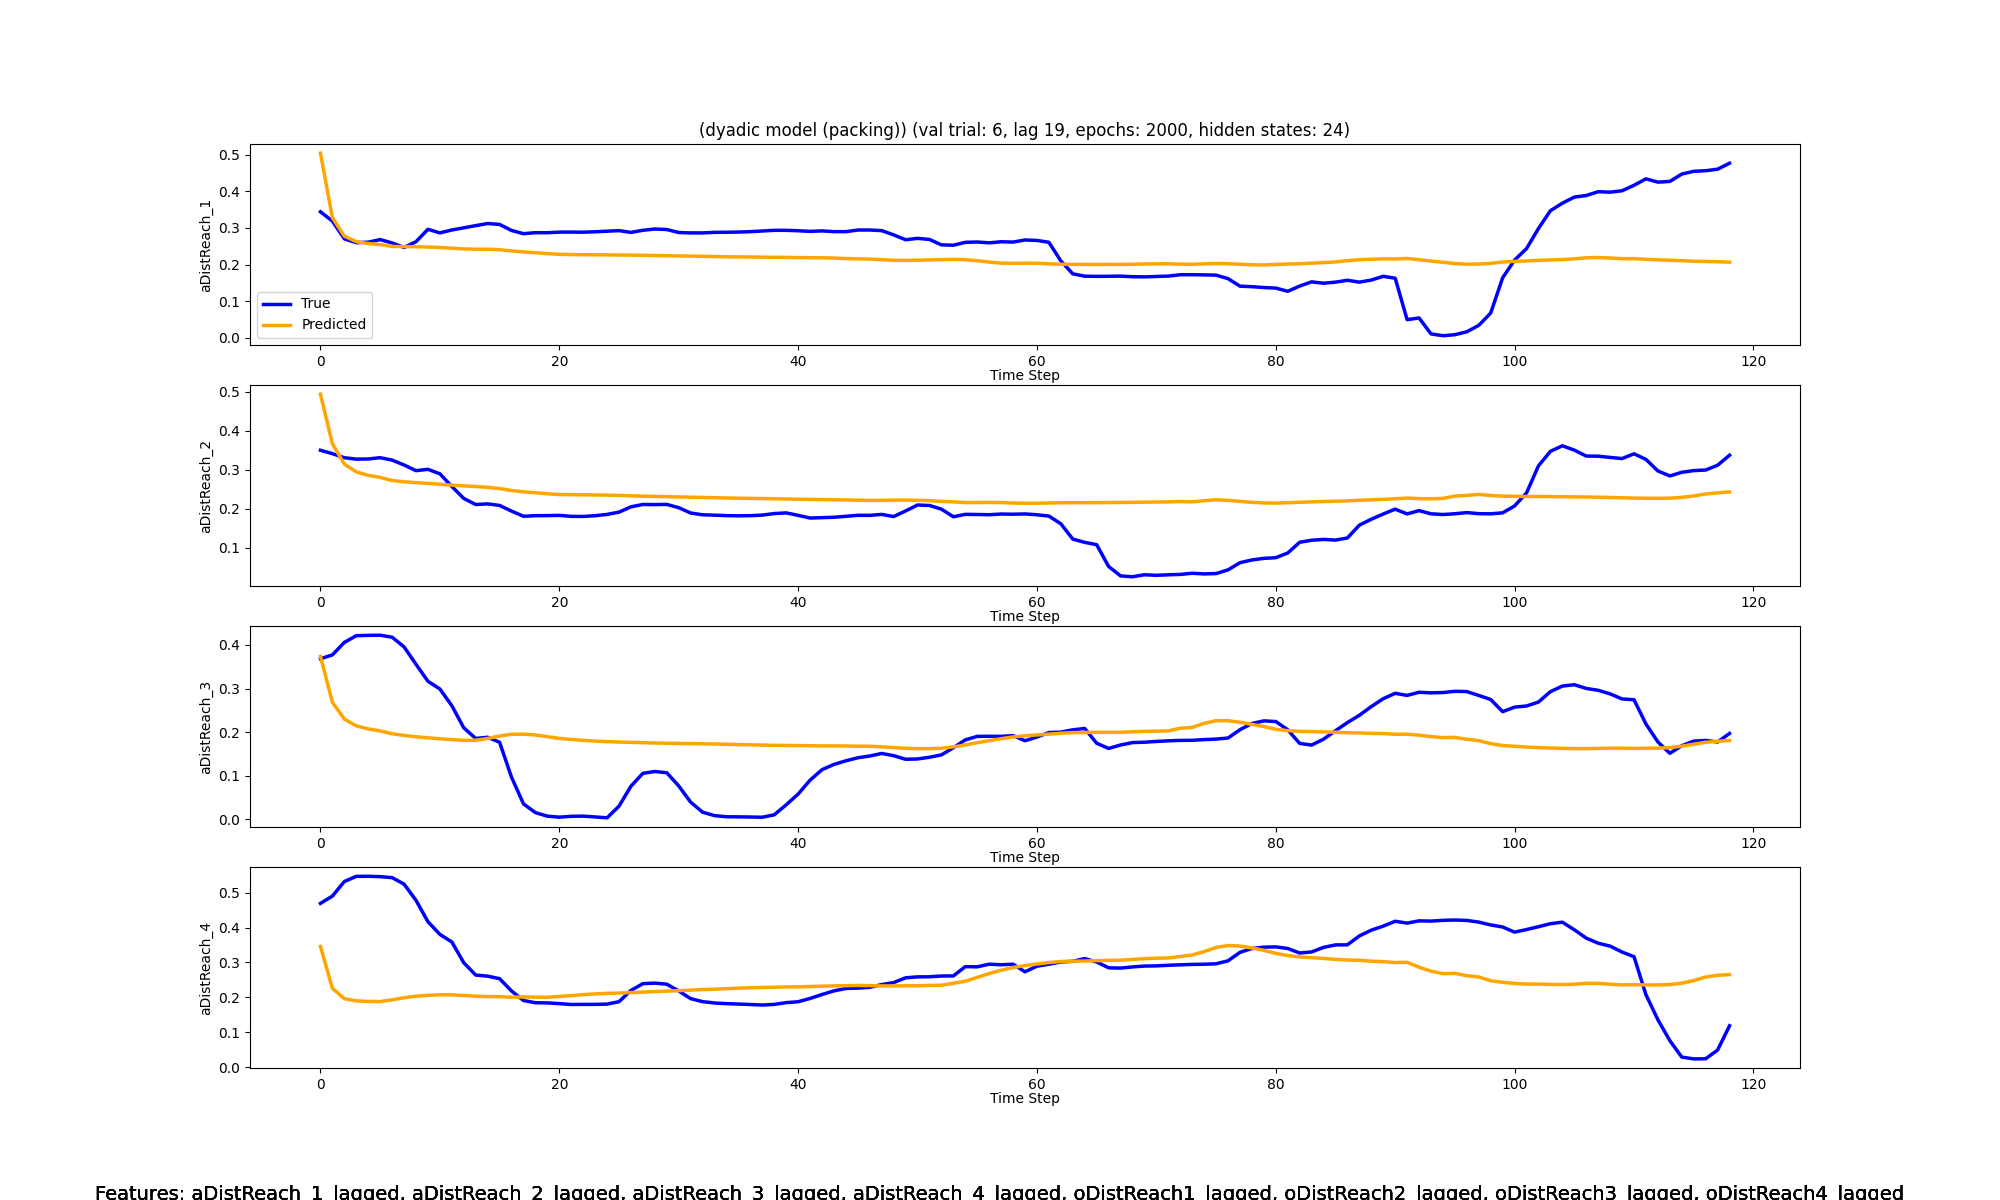 (dyadic model (packing)) (val trial: 6, lag 19, epochs: 2000, hidden states: 24)
0.5
0.4
0.3
0.2
0.1
0.0
aDistReach_1
True
Predicted
0 20 40 60 80 100 120
Time Step
0.5
0.4
0.3
0.2
0.1
aDistReach_2
0 20 40 60 80 100 120
Time Step
0.4
0.3
0.2
0.1
0.0
aDistReach_3
0 20 40 60 80 100 120
Time Step
0.5
0.4
0.3
0.2
0.1
0.0
aDistReach_4
0 20 40 60 80 100 120
Time Step
Features: aDistReach_1_lagged, aDistReach_2_lagged, aDistReach_3_lagged, aDistReach_4_lagged, oDistReach1_lagged, oDistReach2_lagged, oDistReach3_lagged, oDistReach4_lagged